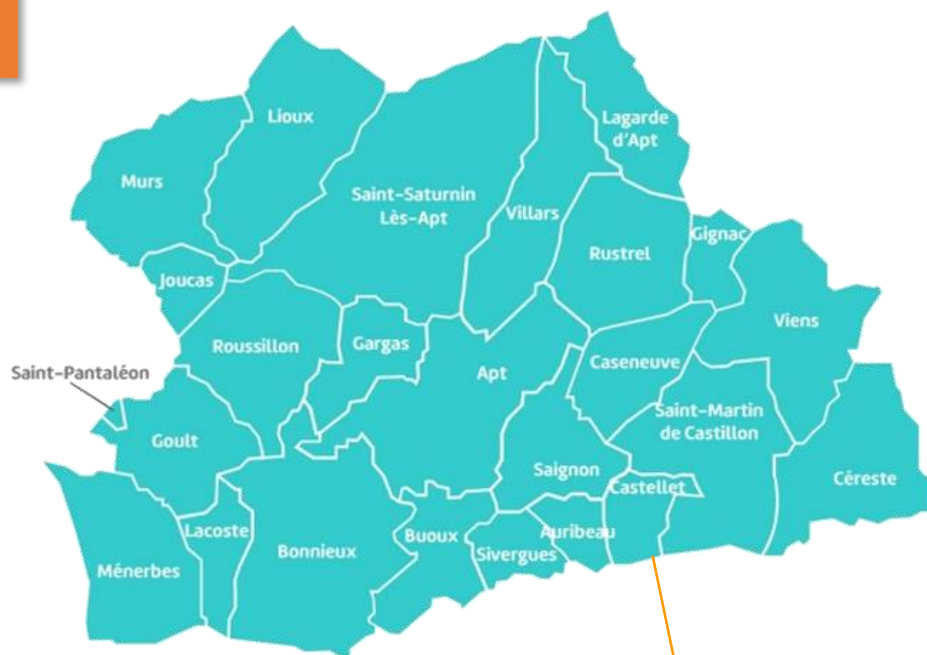 Lioux
Lagarde
d'Apt
Murs
Saint-Saturnin
Lès-Apt
Villars
Gignac
Rustrel
Joucas
Viens
Roussillon
Gargas
Caseneuve
Apt
Saint-Pantaléon
Saint-Martin
de Castillon
Goult
Saignon
Céreste
Castellet
Lacoste
Auribeau
Buoux
Bonnieux
Sivergues
Ménerbes